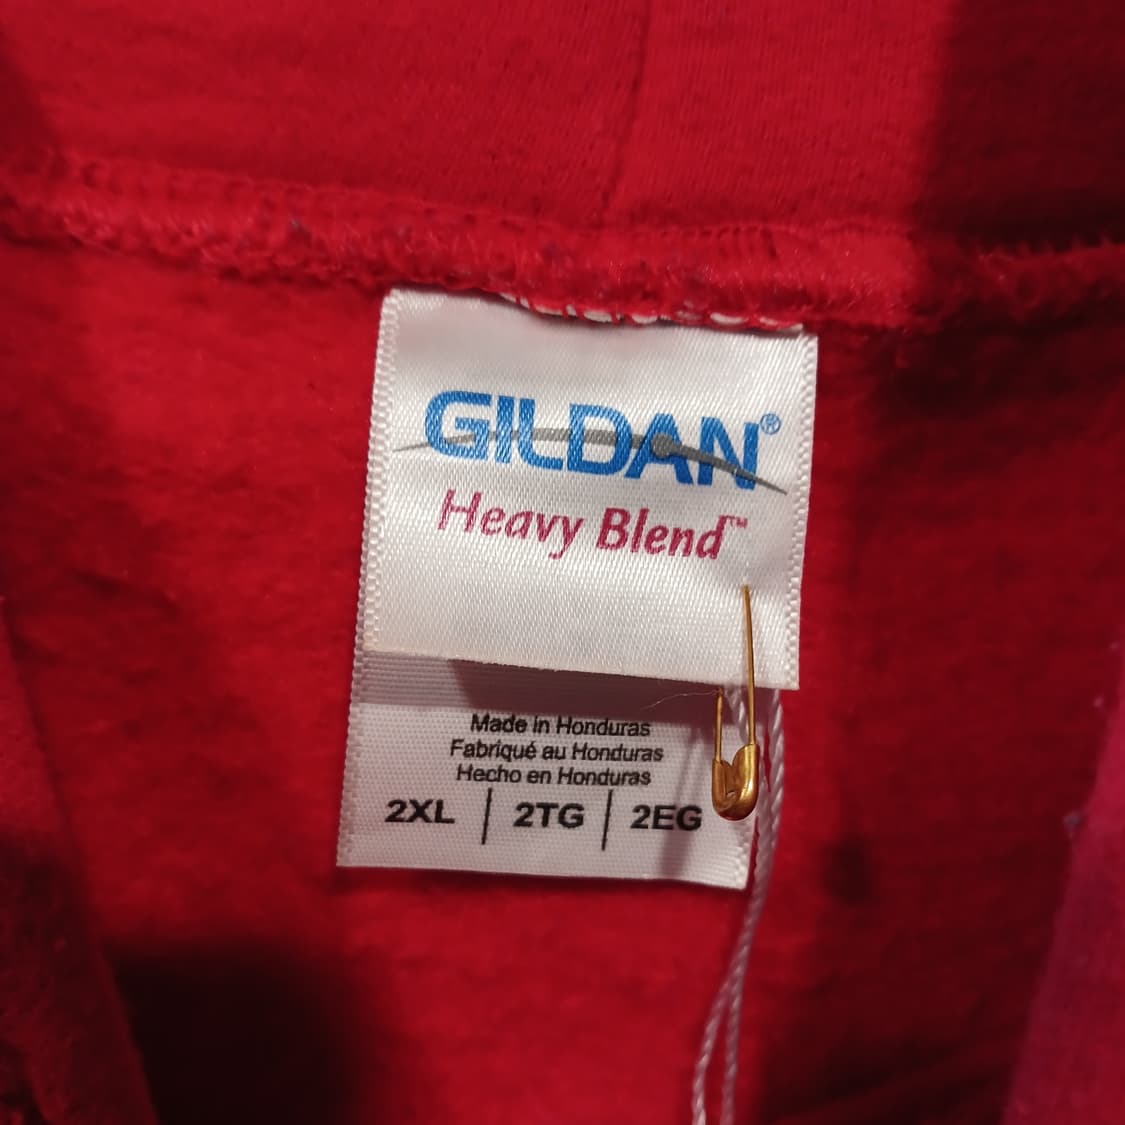 GILDAN®
Heavy Blend™
Made in Honduras
Fabriqué au Honduras
Hecho en Honduras
2XL | 2TG | 2EG